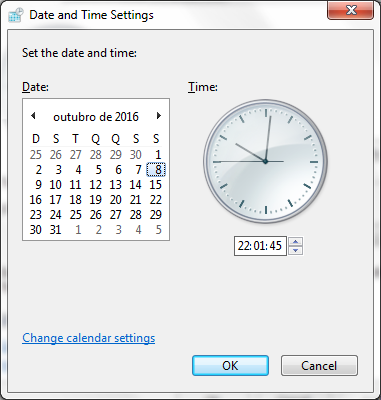 Date and Time Settings
Set the date and time:
Date:
Time:
outubro de 2016
D S T Q Q S S
25 26 27 28 29 30 1
2 3 4 5 6 7 8
9 10 11 12 13 14 15
16 17 18 19 20 21 22
23 24 25 26 27 28 29
30 31 1 2 3 4 5
22:01:45
Change calendar settings
OK
Cancel